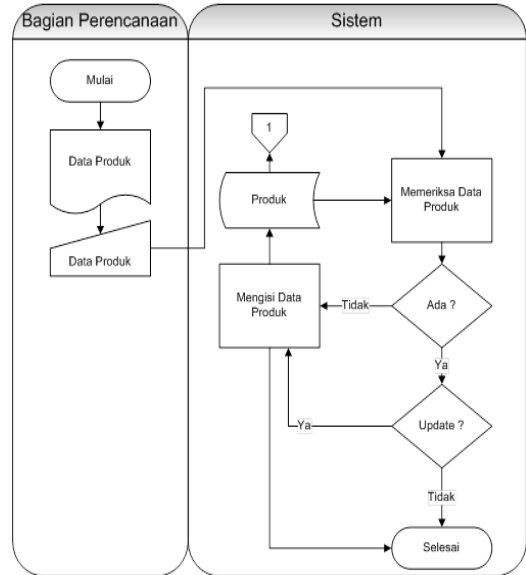 Bagian Perencanaan
Sistem
Mulai
Data Produk
Data Produk
1
Produk
Memeriksa Data
Produk
Mengisi Data
Produk
Tidak
Ada ?
Ya
Ya
Update ?
Tidak
Selesai